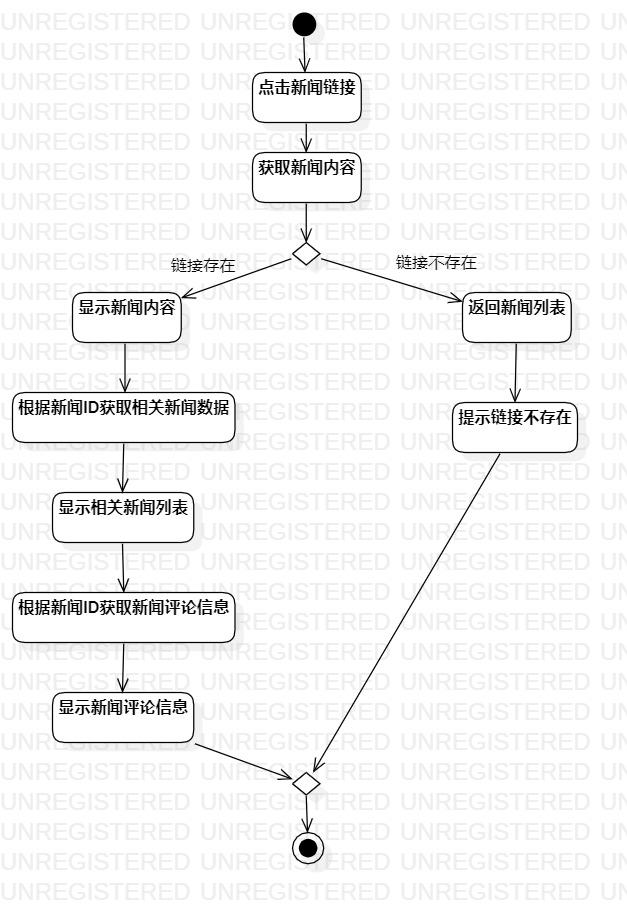 点击新闻链接
获取新闻内容
链接存在
链接不存在
显示新闻内容
返回新闻列表
根据新闻ID获取相关新闻数据
提示链接不存在
显示相关新闻列表
根据新闻ID获取新闻评论信息
显示新闻评论信息
UNREGISTERED